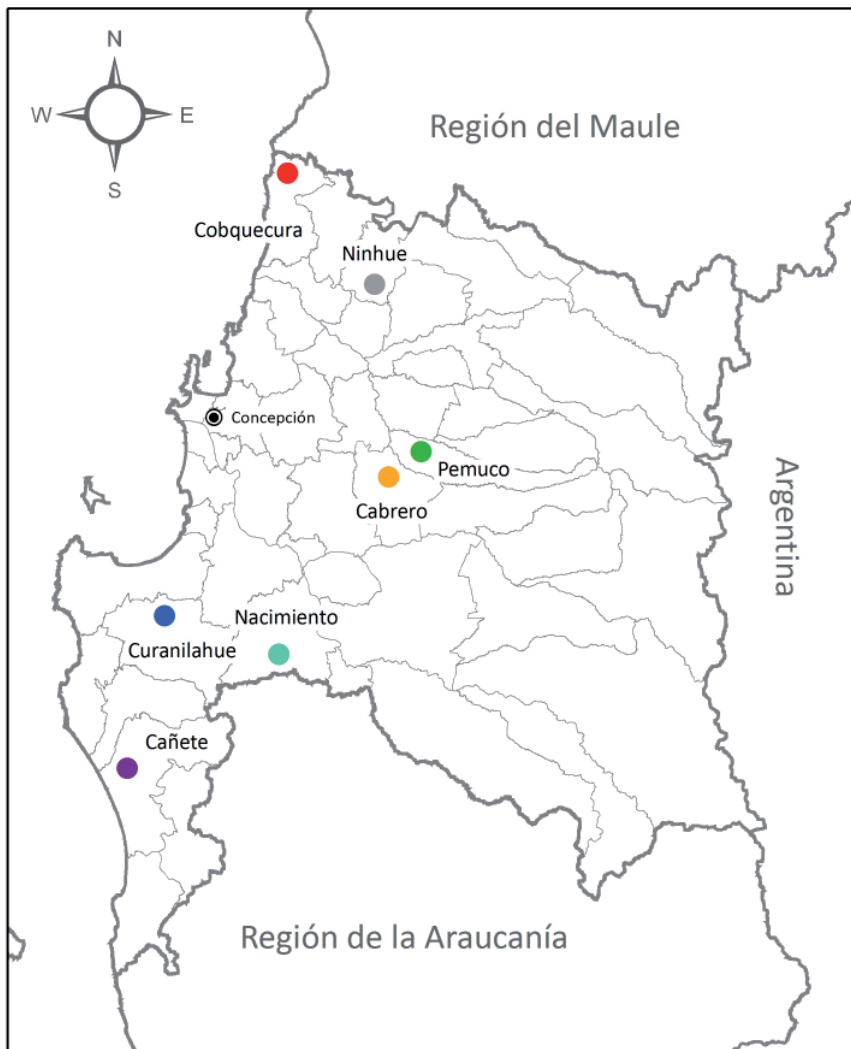 N
W
E
S
Región del Maule
Cobquecura
Ninhue
Concepción
Pemuco
Cabrero
Argentina
Nacimiento
Curanilahue
Cañete
Región de la Araucanía